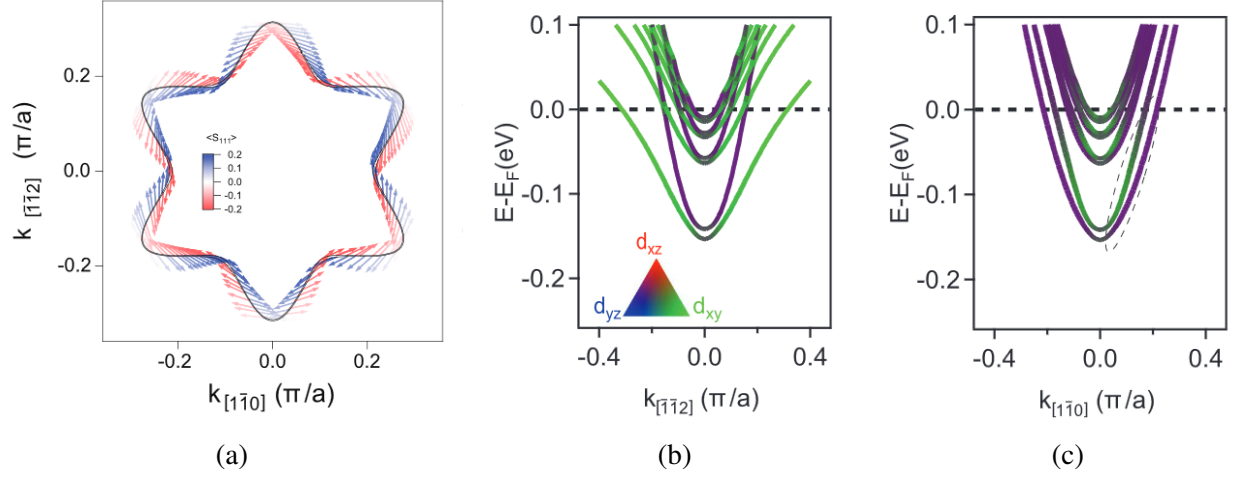 k [1̄1̄2] (π/a)
0.2
0.0
-0.2
<S111>
0.2
0.1
0.0
-0.1
-0.2
-0.2
0.0
0.2
k [11̄0] (π/a)
(a)
E-EF(eV)
0.1
0.0
-0.1
-0.2
dxz
dyz
dxy
-0.4
0.0
0.4
k[1̄1̄2] (π/a)
(b)
E-EF(eV)
0.1
0.0
-0.1
-0.2
-0.4
0.0
0.4
k[11̄0] (π/a)
(c)